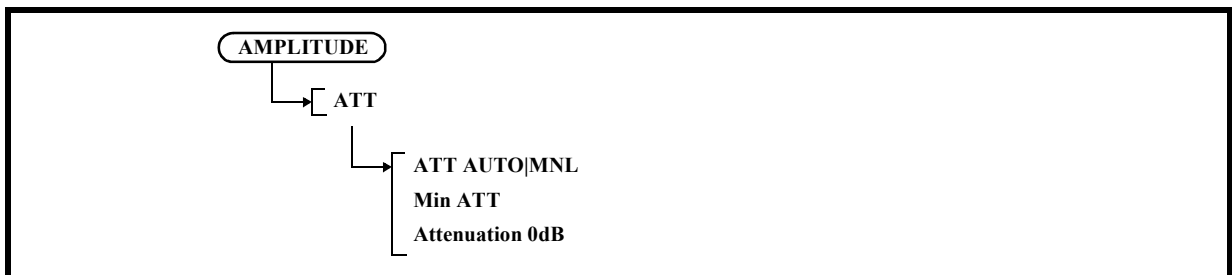 AMPLITUDE
ATT
ATT AUTO|MNL
Min ATT
Attenuation 0dB